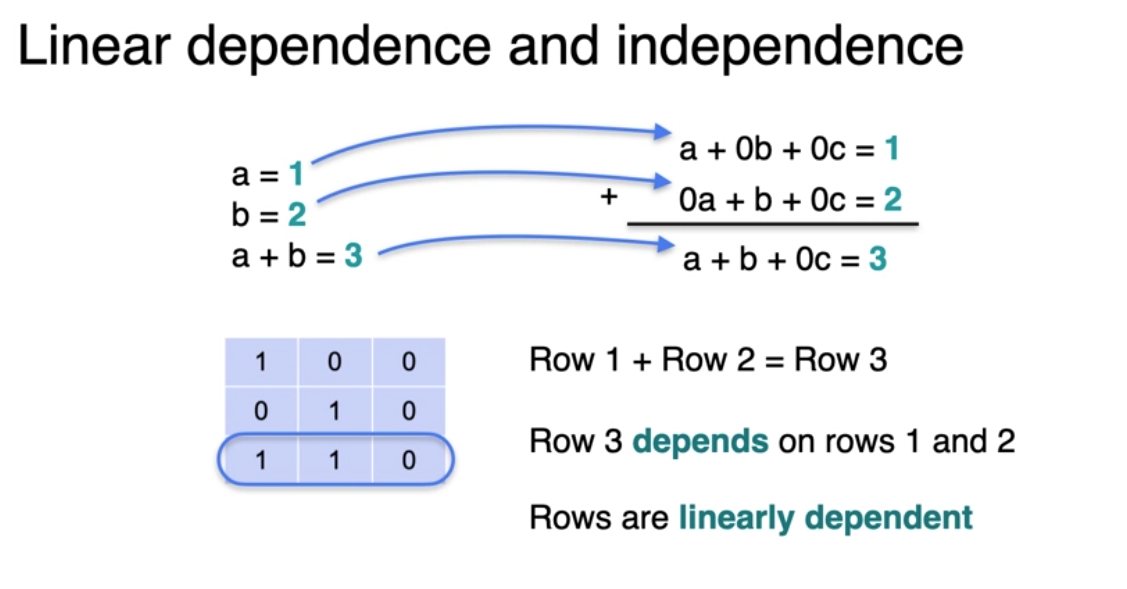 Linear dependence and independence
a = 1
b = 2
a + b = 3
a + 0b + 0c = 1
+ 0a + b + 0c = 2
a + b + 0c = 3
1 0 0
0 1 0
1 1 0
Row 1 + Row 2 = Row 3
Row 3 depends on rows 1 and 2
Rows are linearly dependent